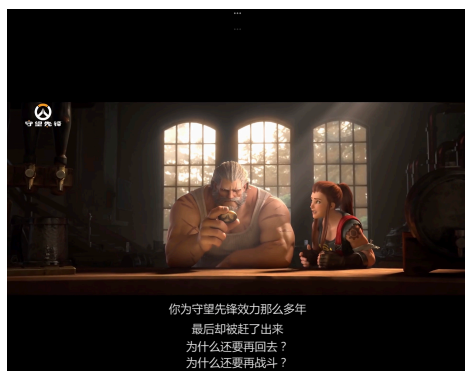 ...
...
守望先锋
你为守望先锋效力那么多年
最后却被赶了出来
为什么还要再回去？
为什么还要再战斗？